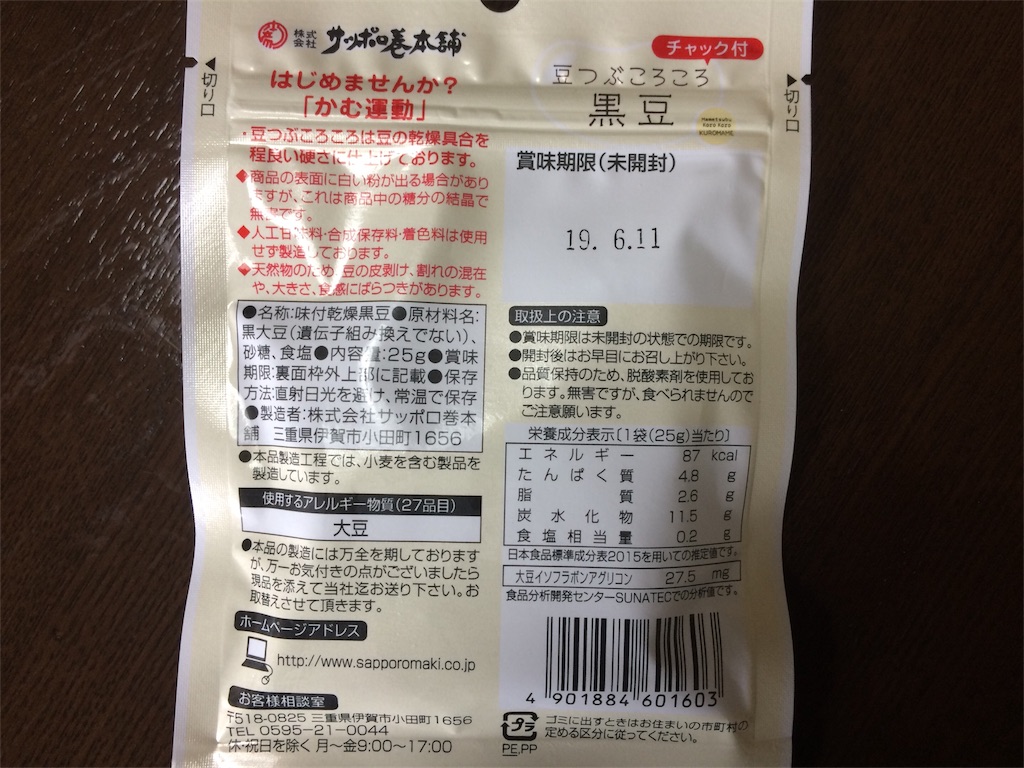 株式会社 サッポロ巻本舗
はじめませんか？
「かむ運動」
・豆つぶころころは豆の乾燥具合を
程良い硬さに仕上げております。
◆商品の表面に白い粉が出る場合があり
ますが、これは商品中の糖分の結晶で
無害です。
◆人工甘味料・合成保存料・着色料は使用
せず製造しております。
◆天然物のため、豆の皮剥け、割れの混在
や、大きさ、食感にばらつきがあります。
●名称:味付乾燥黒豆●原材料名:
黒大豆(遺伝子組み換えでない)、
砂糖、食塩●内容量:25g●賞味
期限:裏面枠外上部に記載●保存
方法:直射日光を避け、常温で保存
●製造者:株式会社サッポロ巻本
舗 三重県伊賀市小田町1656
●本品製造工程では、小麦を含む製品を
製造しています。
使用するアレルギー物質(27品目)
大豆
●本品の製造には万全を期しております
が、万一お気付きの点がございましたら
現品を添えて当社迄お送り下さい。お
取替えさせて頂きます。
ホームページアドレス
http://www.sapporomaki.co.jp
お客様相談室
〒518-0825 三重県伊賀市小田町1656
TEL 0595-21-0044
休・祝日を除く 月〜金9:00〜17:00
切り口
チャック付
豆つぶころころ
黒豆
Mametsubu
Koro Koro
KUROMAME
切り口
賞味期限(未開封)
19. 6.11
取扱上の注意
●賞味期限は未開封の状態での期限です。
●開封後はお早目にお召し上がり下さい。
●品質保持のため、脱酸素剤を使用してお
ります。無害ですが、食べられませんので
ご注意願います。
栄養成分表示〔1袋(25g)当たり〕
エネルギー 87 kcal
たんぱく質 4.8 g
脂質 2.6 g
炭水化物 11.5 g
食塩相当量 0.2 g
日本食品標準成分表2015を用いての推定値です。
大豆イソフラボンアグリコン 27.5 mg
食品分析開発センターSUNATECでの分析値です。
4 901884 601603
プラ
PE,PP
ゴミに出すときはお住まいの市町村の
定める区分に従ってください。